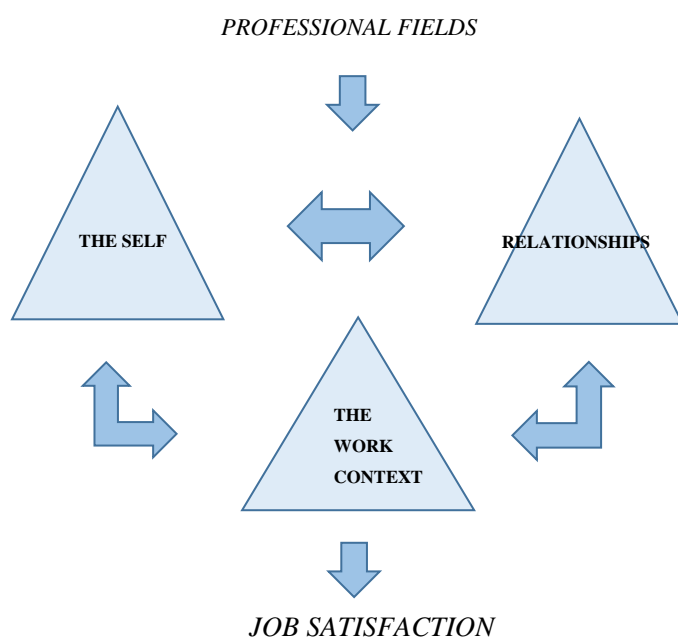 PROFESSIONAL FIELDS
THE SELF
RELATIONSHIPS
THE
WORK
CONTEXT
JOB SATISFACTION